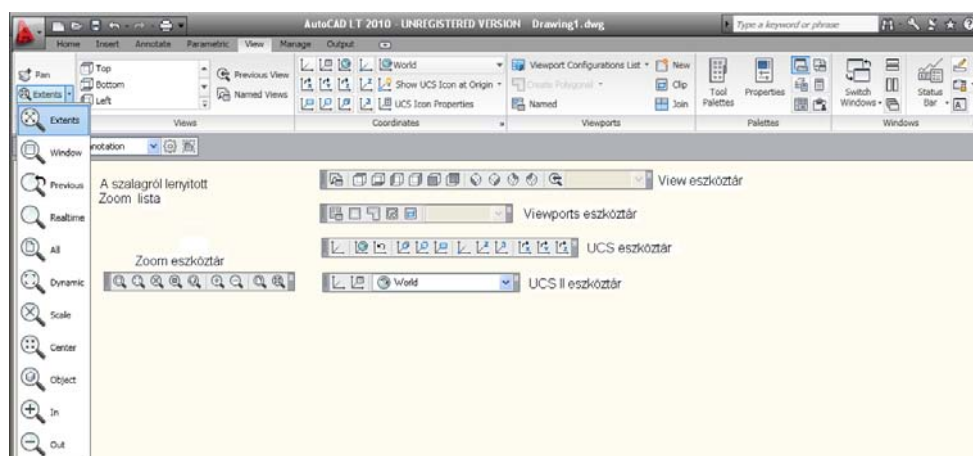 AutoCAD LT 2010 - UNREGISTERED VERSION Drawing1.dwg
Type a keyword or phrase
Home Insert Annotate Parametric View Manage Output
Pan
Extents
Top
Bottom
Left
Previous View
Named Views
World
Show UCS Icon at Origin
UCS Icon Properties
Viewport Configurations List
Create Polygonal
Named
New
Clip
Join
Tool Palettes
Properties
Switch Windows
Status Bar
Views
Coordinates
Viewports
Palettes
Windows
notation
Extents
Window
Previous
Realtime
All
Dynamic
Scale
Center
Object
In
Out
A szalagról lenyitott
Zoom lista
Zoom eszköztár
View eszköztár
Viewports eszköztár
UCS eszköztár
World
UCS II eszköztár